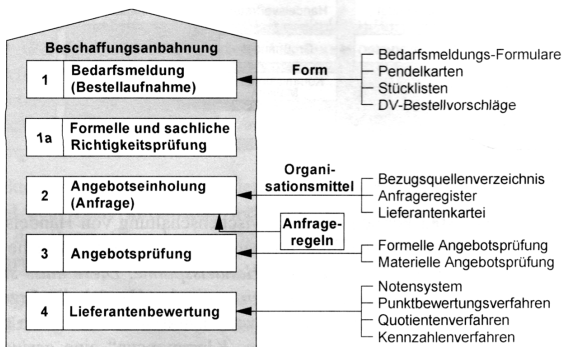 Beschaffungsanbahnung
1 Bedarfsmeldung
(Bestellaufnahme)
Form
Bedarfsmeldungs-Formulare
Pendelkarten
Stücklisten
DV-Bestellvorschläge
1a Formelle und sachliche
Richtigkeitsprüfung
2 Angebotseinholung
(Anfrage)
Organi-
sationsmittel
Bezugsquellenverzeichnis
Anfrageregister
Lieferantenkartei
Anfrage-
regeln
3 Angebotsprüfung
Formelle Angebotsprüfung
Materielle Angebotsprüfung
4 Lieferantenbewertung
Notensystem
Punktbewertungsverfahren
Quotientenverfahren
Kennzahlenverfahren